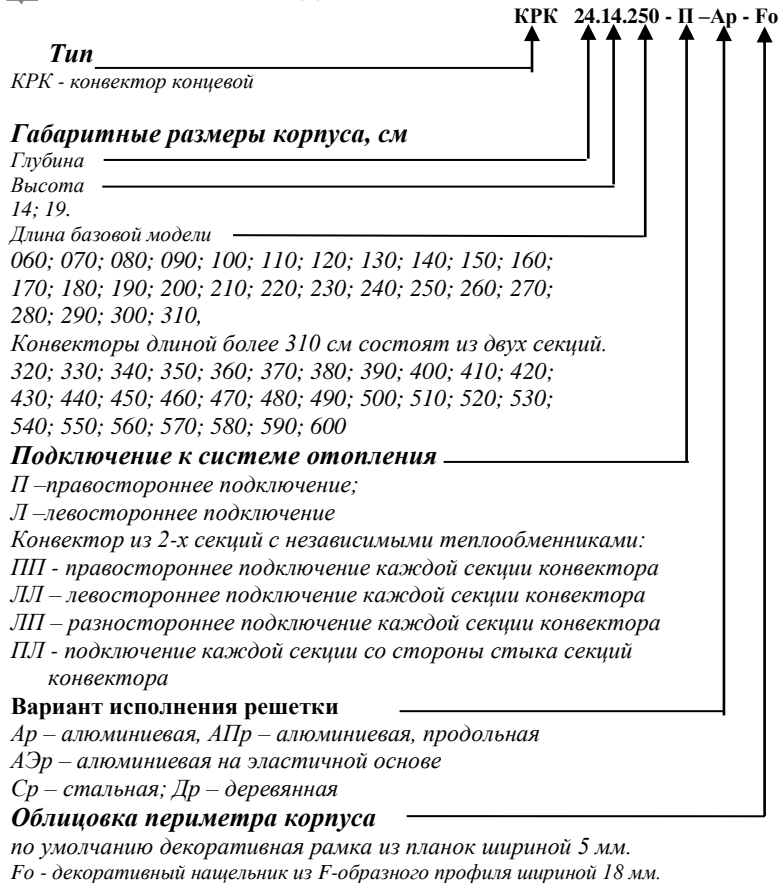 КРК 24.14.250 - П –Ар - Fo
Тип
КРК - конвектор концевой
Габаритные размеры корпуса, см
Глубина
Высота
14; 19.
Длина базовой модели
060; 070; 080; 090; 100; 110; 120; 130; 140; 150; 160;
170; 180; 190; 200; 210; 220; 230; 240; 250; 260; 270;
280; 290; 300; 310,
Конвекторы длиной более 310 см состоят из двух секций.
320; 330; 340; 350; 360; 370; 380; 390; 400; 410; 420;
430; 440; 450; 460; 470; 480; 490; 500; 510; 520; 530;
540; 550; 560; 570; 580; 590; 600
Подключение к системе отопления
П –правостороннее подключение;
Л –левостороннее подключение
Конвектор из 2-х секций с независимыми теплообменниками:
ПП - правостороннее подключение каждой секции конвектора
ЛЛ – левостороннее подключение каждой секции конвектора
ЛП – разностороннее подключение каждой секции конвектора
ПЛ - подключение каждой секции со стороны стыка секций
конвектора
Вариант исполнения решетки
Ар – алюминиевая, АПр – алюминиевая, продольная
АЭр – алюминиевая на эластичной основе
Ср – стальная; Др – деревянная
Облицовка периметра корпуса
по умолчанию декоративная рамка из планок шириной 5 мм.
Fo - декоративный нащельник из F-образного профиля шириной 18 мм.